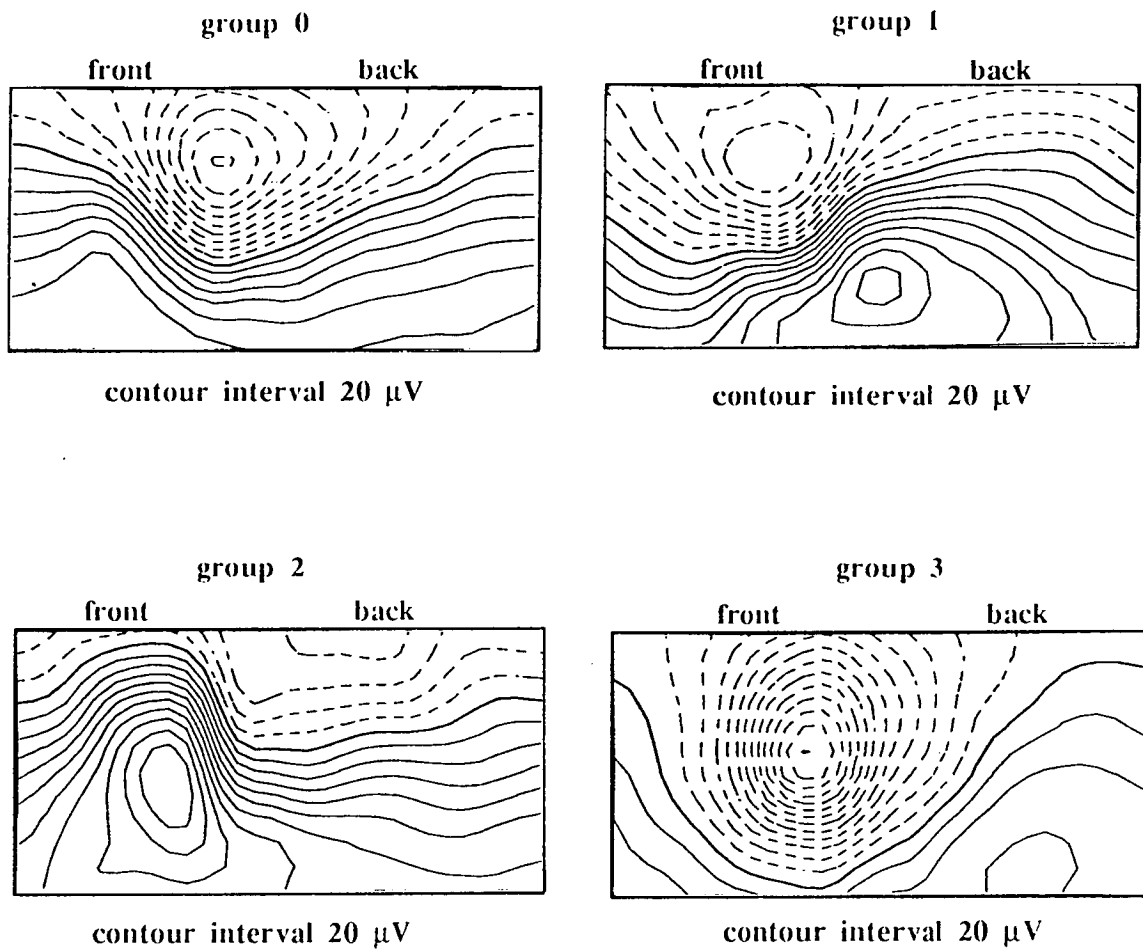 group 0
group 1
front back
front back
contour interval 20 µV
contour interval 20 µV
group 2
group 3
front back
front back
contour interval 20 µV
contour interval 20 µV